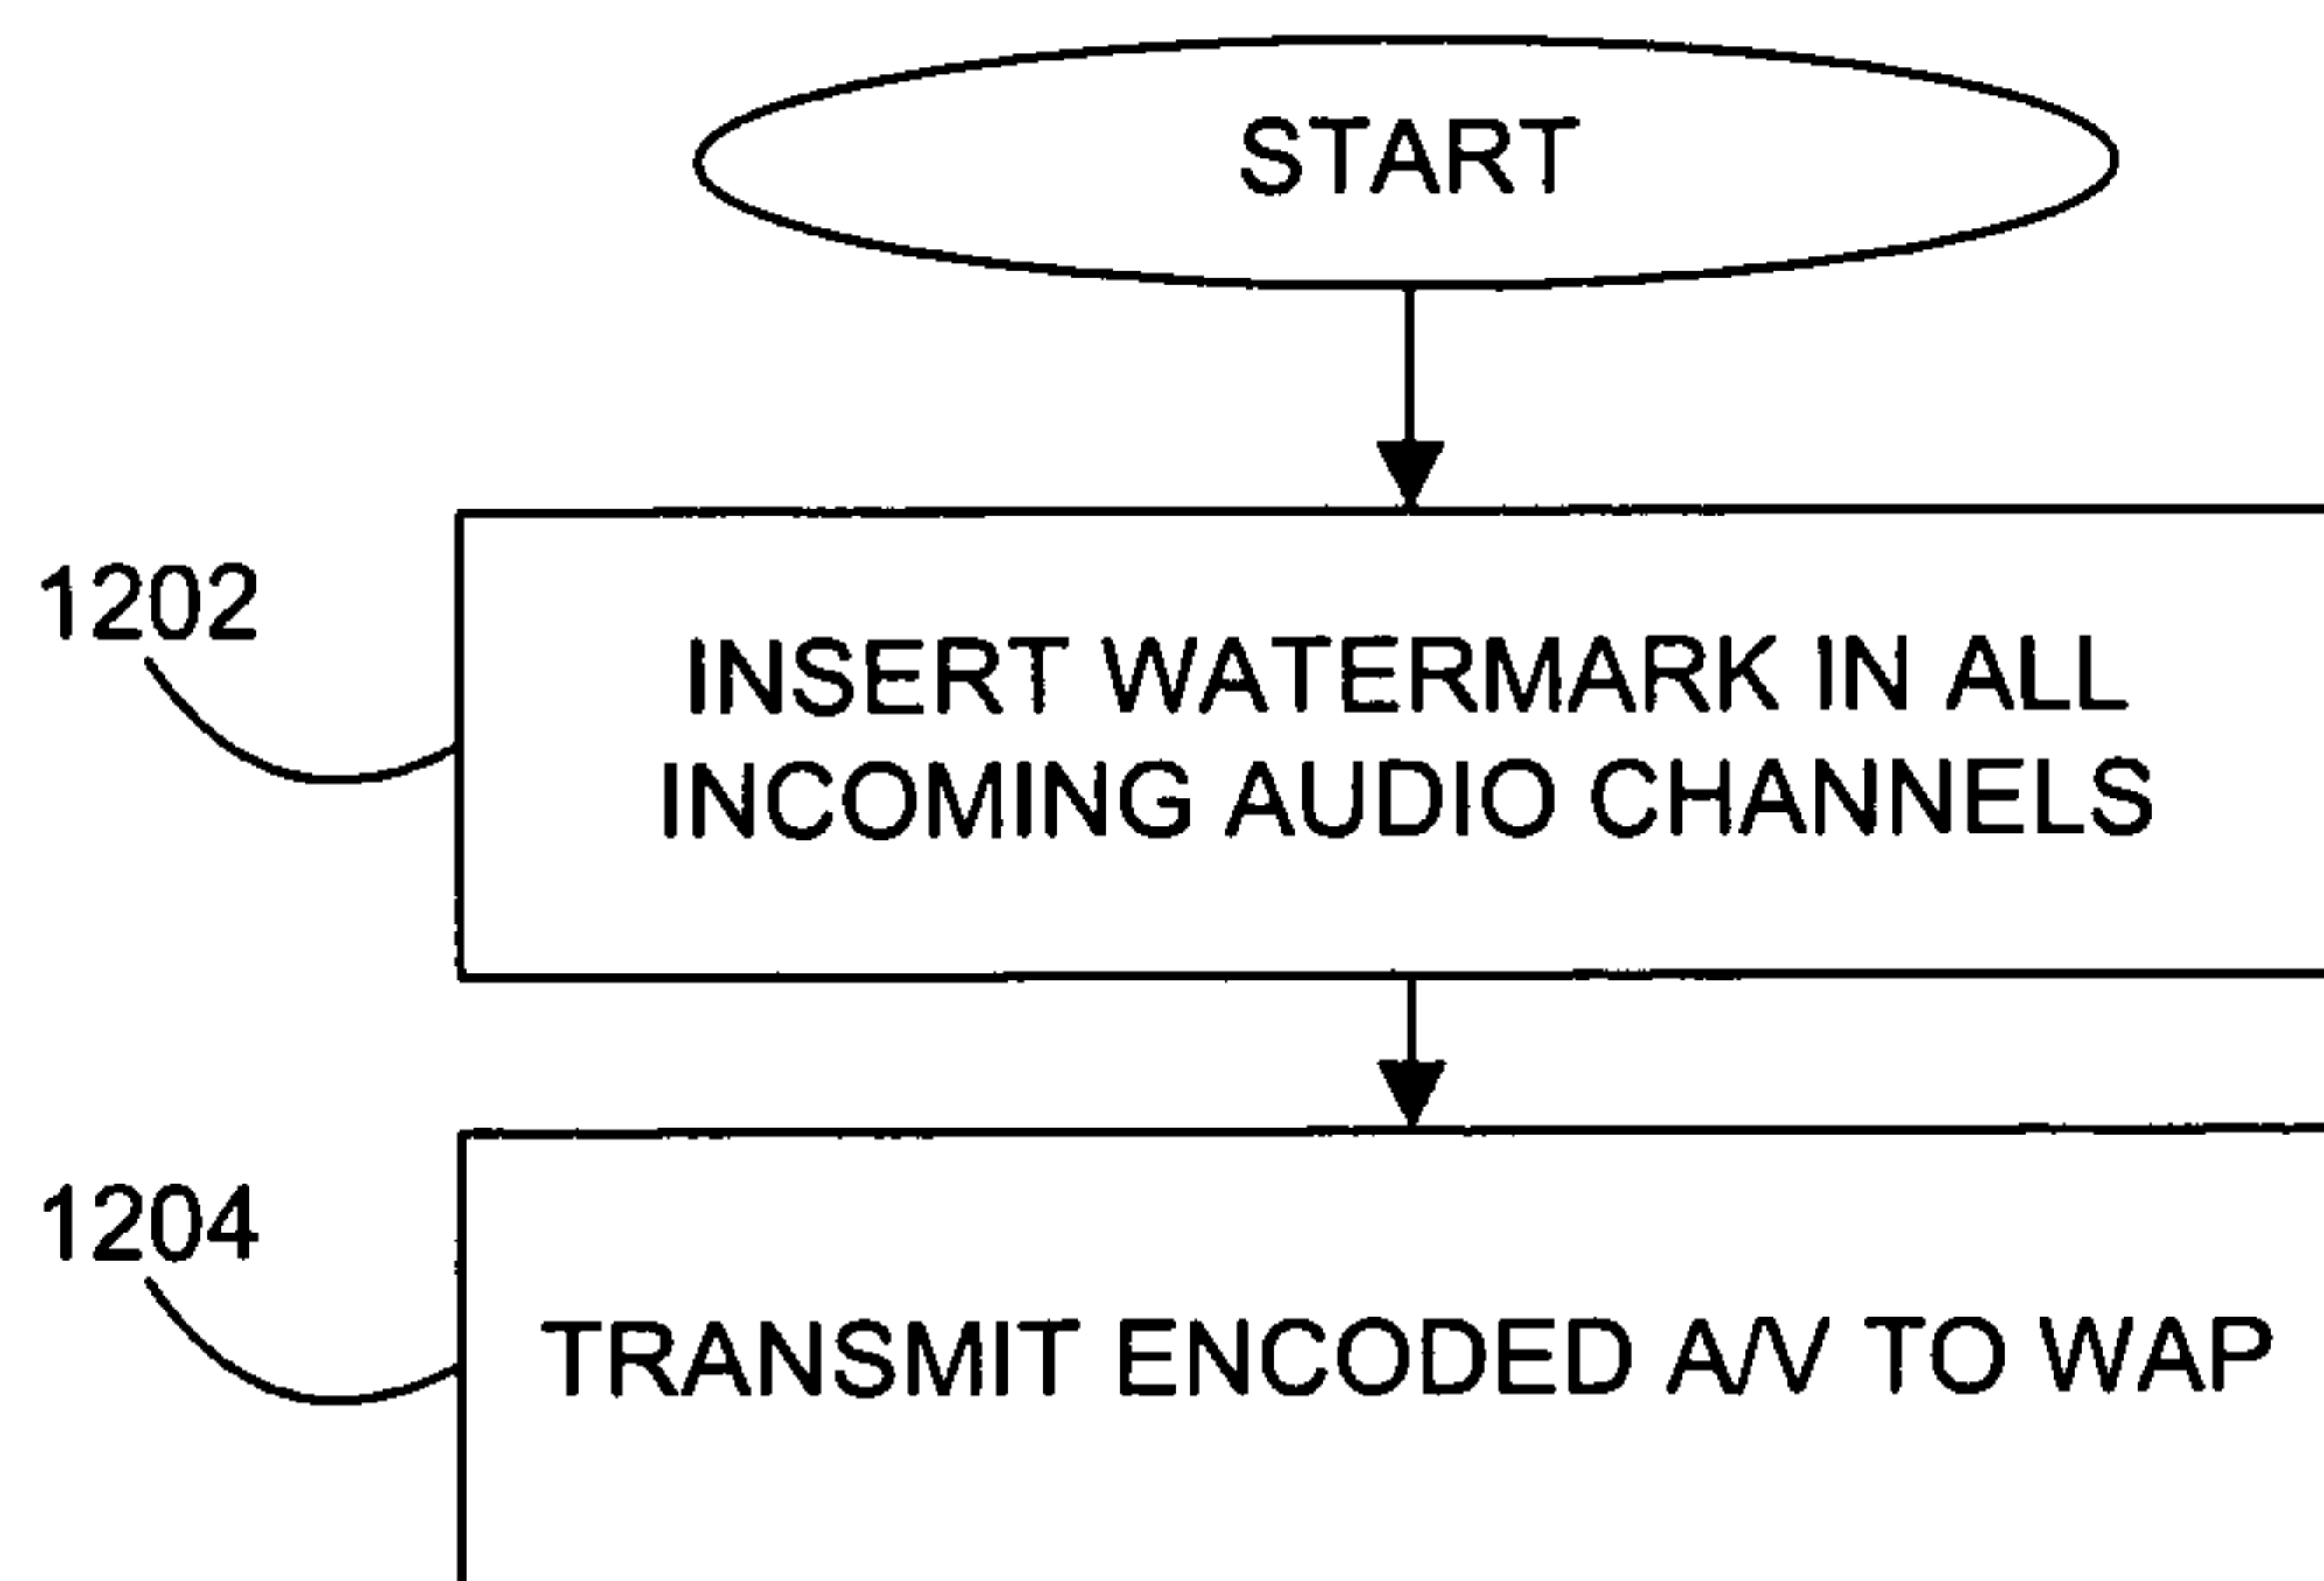 START
1202
INSERT WATERMARK IN ALL
INCOMING AUDIO CHANNELS
1204
TRANSMIT ENCODED A/V TO WAP